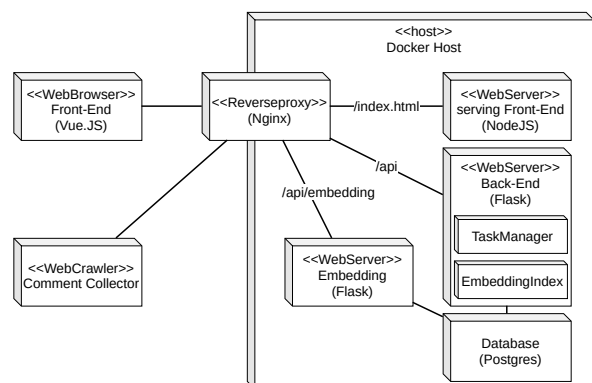 <<host>>
Docker Host
<<WebBrowser>>
Front-End
(Vue.JS)
<<Reverseproxy>>
(Nginx)
/index.html
<<WebServer>>
serving Front-End
(NodeJS)
/api
/api/embedding
<<WebServer>>
Back-End
(Flask)
TaskManager
EmbeddingIndex
<<WebCrawler>>
Comment Collector
<<WebServer>>
Embedding
(Flask)
Database
(Postgres)